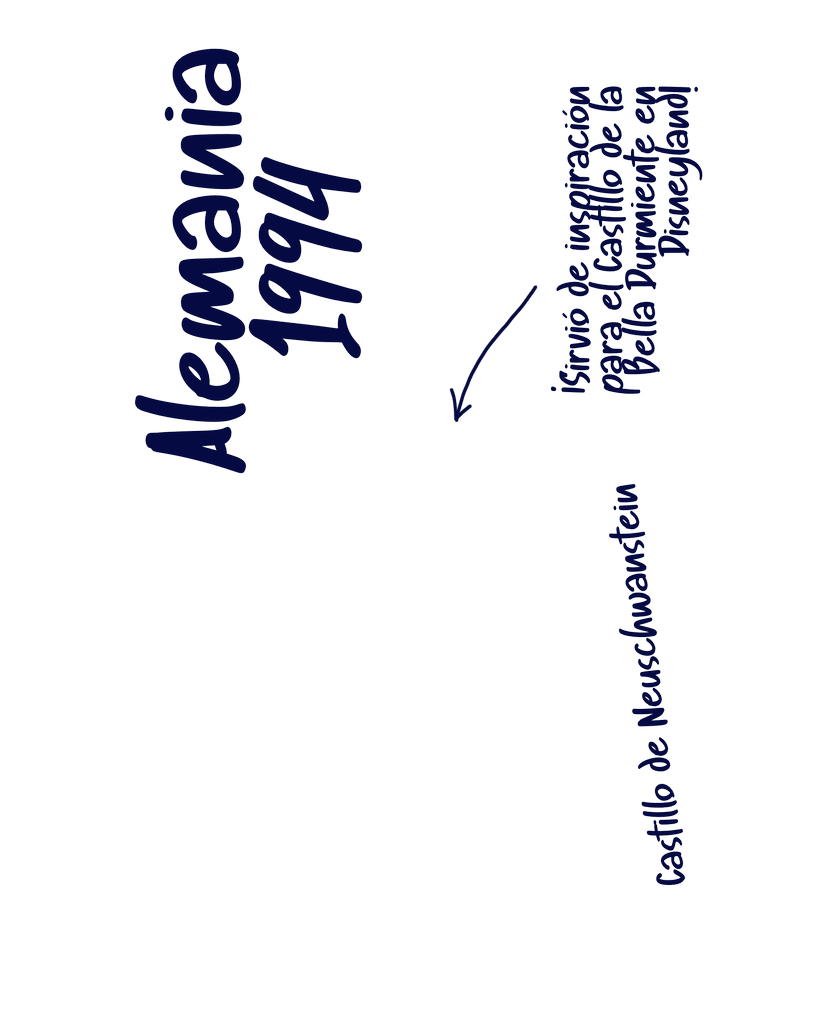 Alemania
1994
¡Sirvió de inspiración
para el Castillo de la
Bella Durmiente en
Disneyland!
Castillo de Neuschwanstein